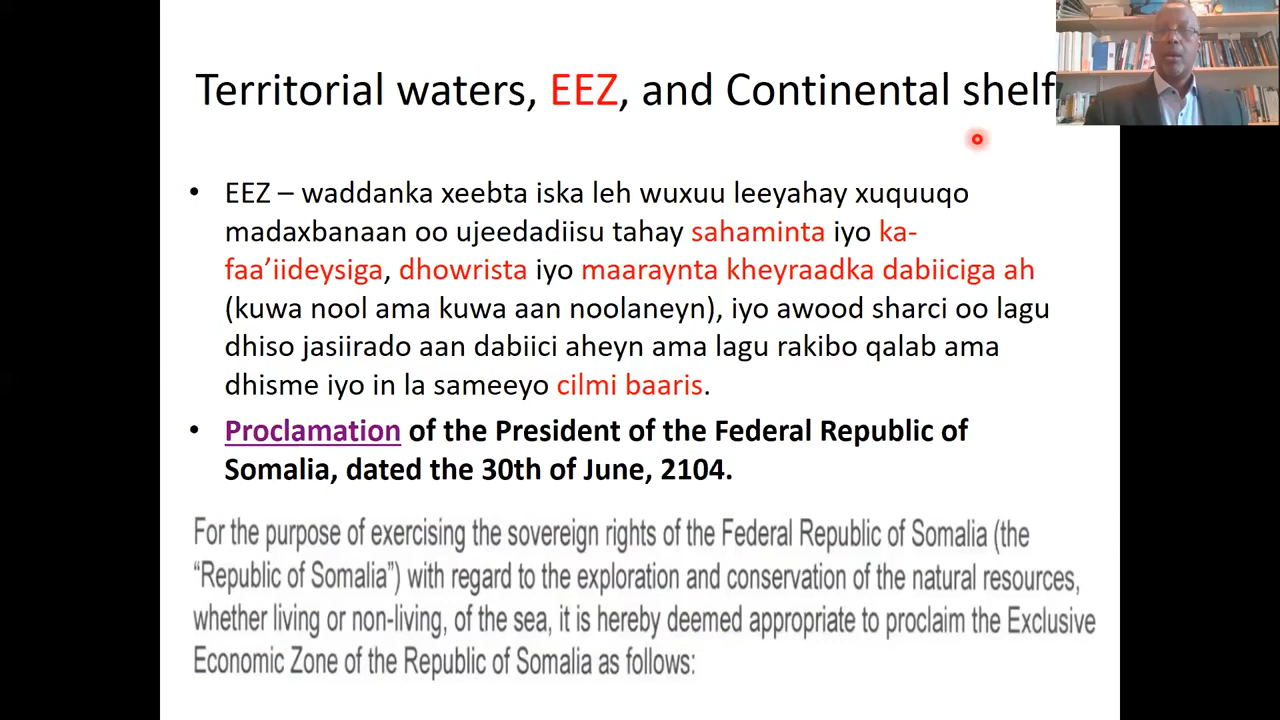 Territorial waters, EEZ, and Continental shelf
• EEZ – waddanka xeebta iska leh wuxuu leeyahay xuquuqo
madaxbanaan oo ujeedadiisu tahay sahaminta iyo ka-
faa’iideysiga, dhowrista iyo maaraynta kheyraadka dabiiciga ah
(kuwa nool ama kuwa aan noolaneyn), iyo awood sharci oo lagu
dhiso jasiirado aan dabiici aheyn ama lagu rakibo qalab ama
dhisme iyo in la sameeyo cilmi baaris.
• Proclamation of the President of the Federal Republic of
Somalia, dated the 30th of June, 2104.
For the purpose of exercising the sovereign rights of the Federal Republic of Somalia (the
“Republic of Somalia”) with regard to the exploration and conservation of the natural resources,
whether living or non-living, of the sea, it is hereby deemed appropriate to proclaim the Exclusive
Economic Zone of the Republic of Somalia as follows: